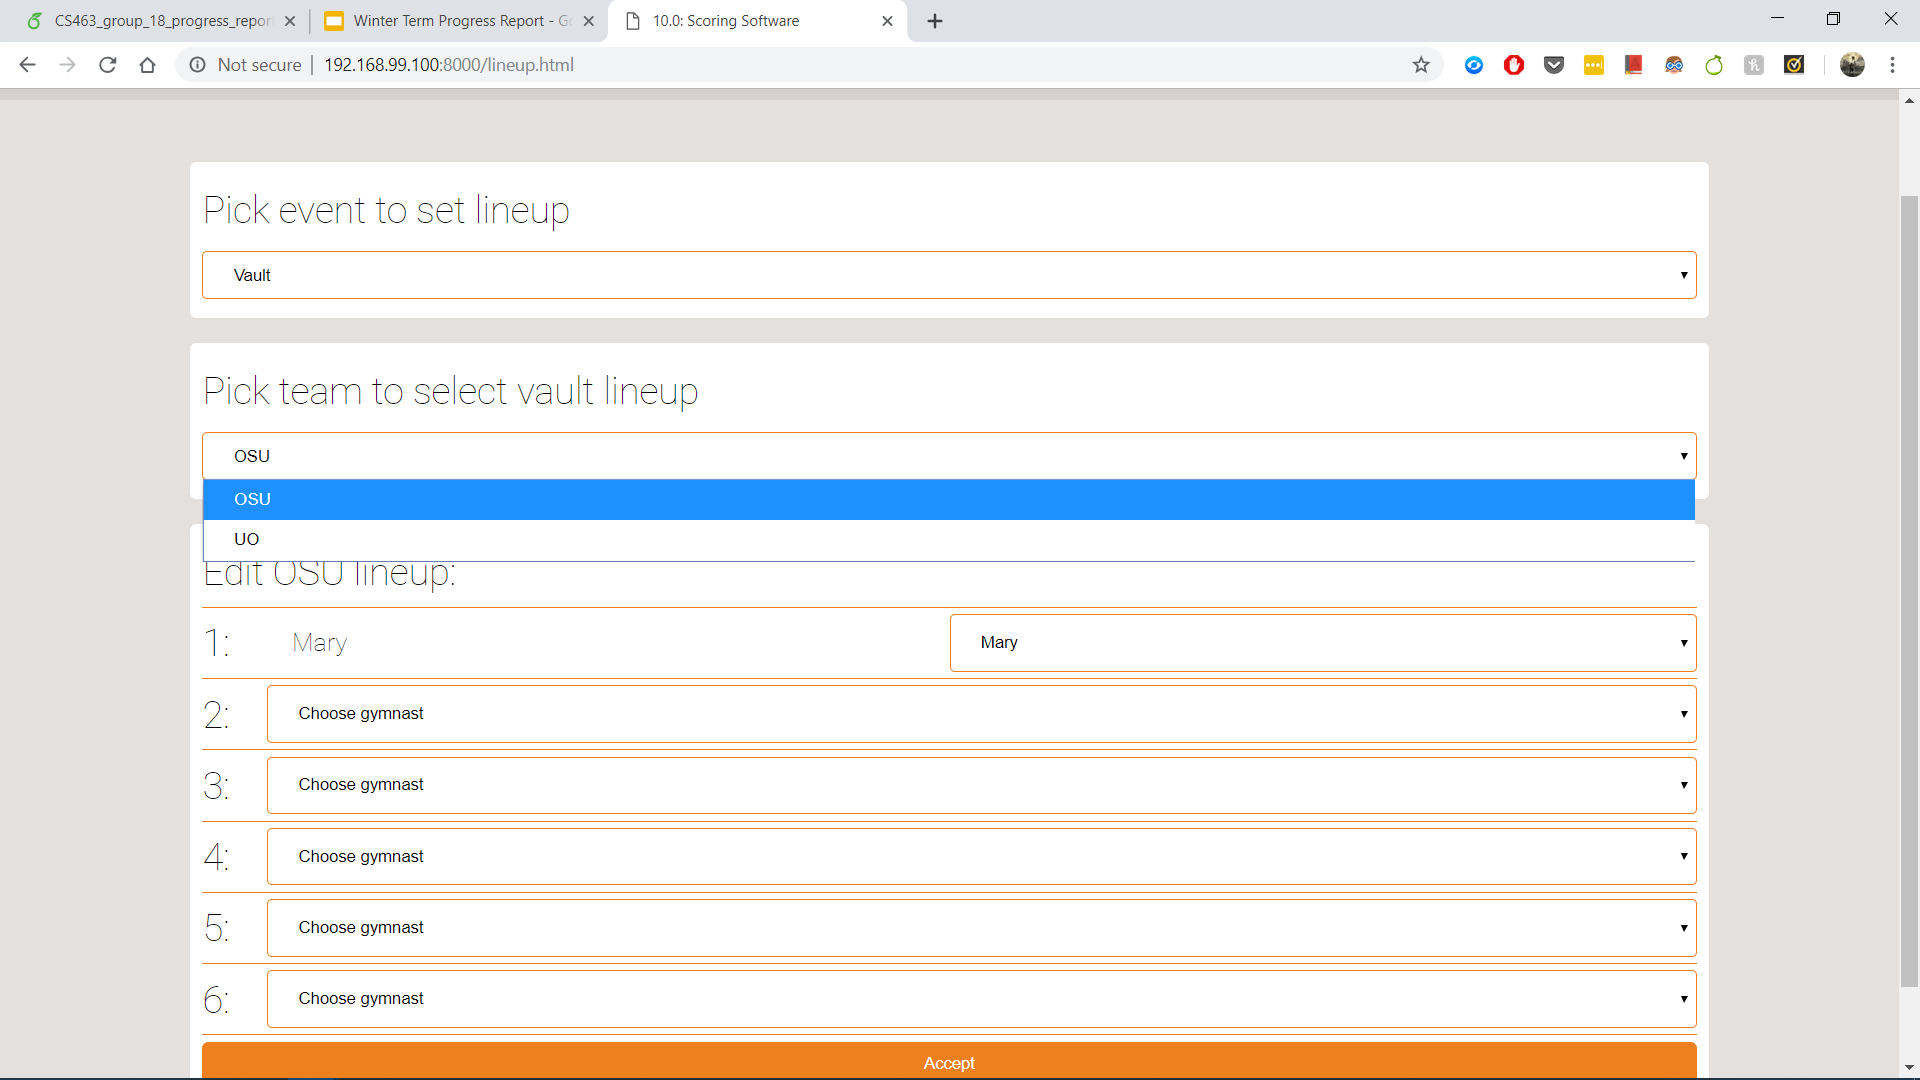 CS463_group_18_progress_repor
Winter Term Progress Report - Go
10.0: Scoring Software
Not secure
192.168.99.100:8000/lineup.html
Pick event to set lineup
Vault
Pick team to select vault lineup
OSU
OSU
UO
Edit OSU lineup:
1: Mary Mary
2: Choose gymnast
3: Choose gymnast
4: Choose gymnast
5: Choose gymnast
6: Choose gymnast
Accept